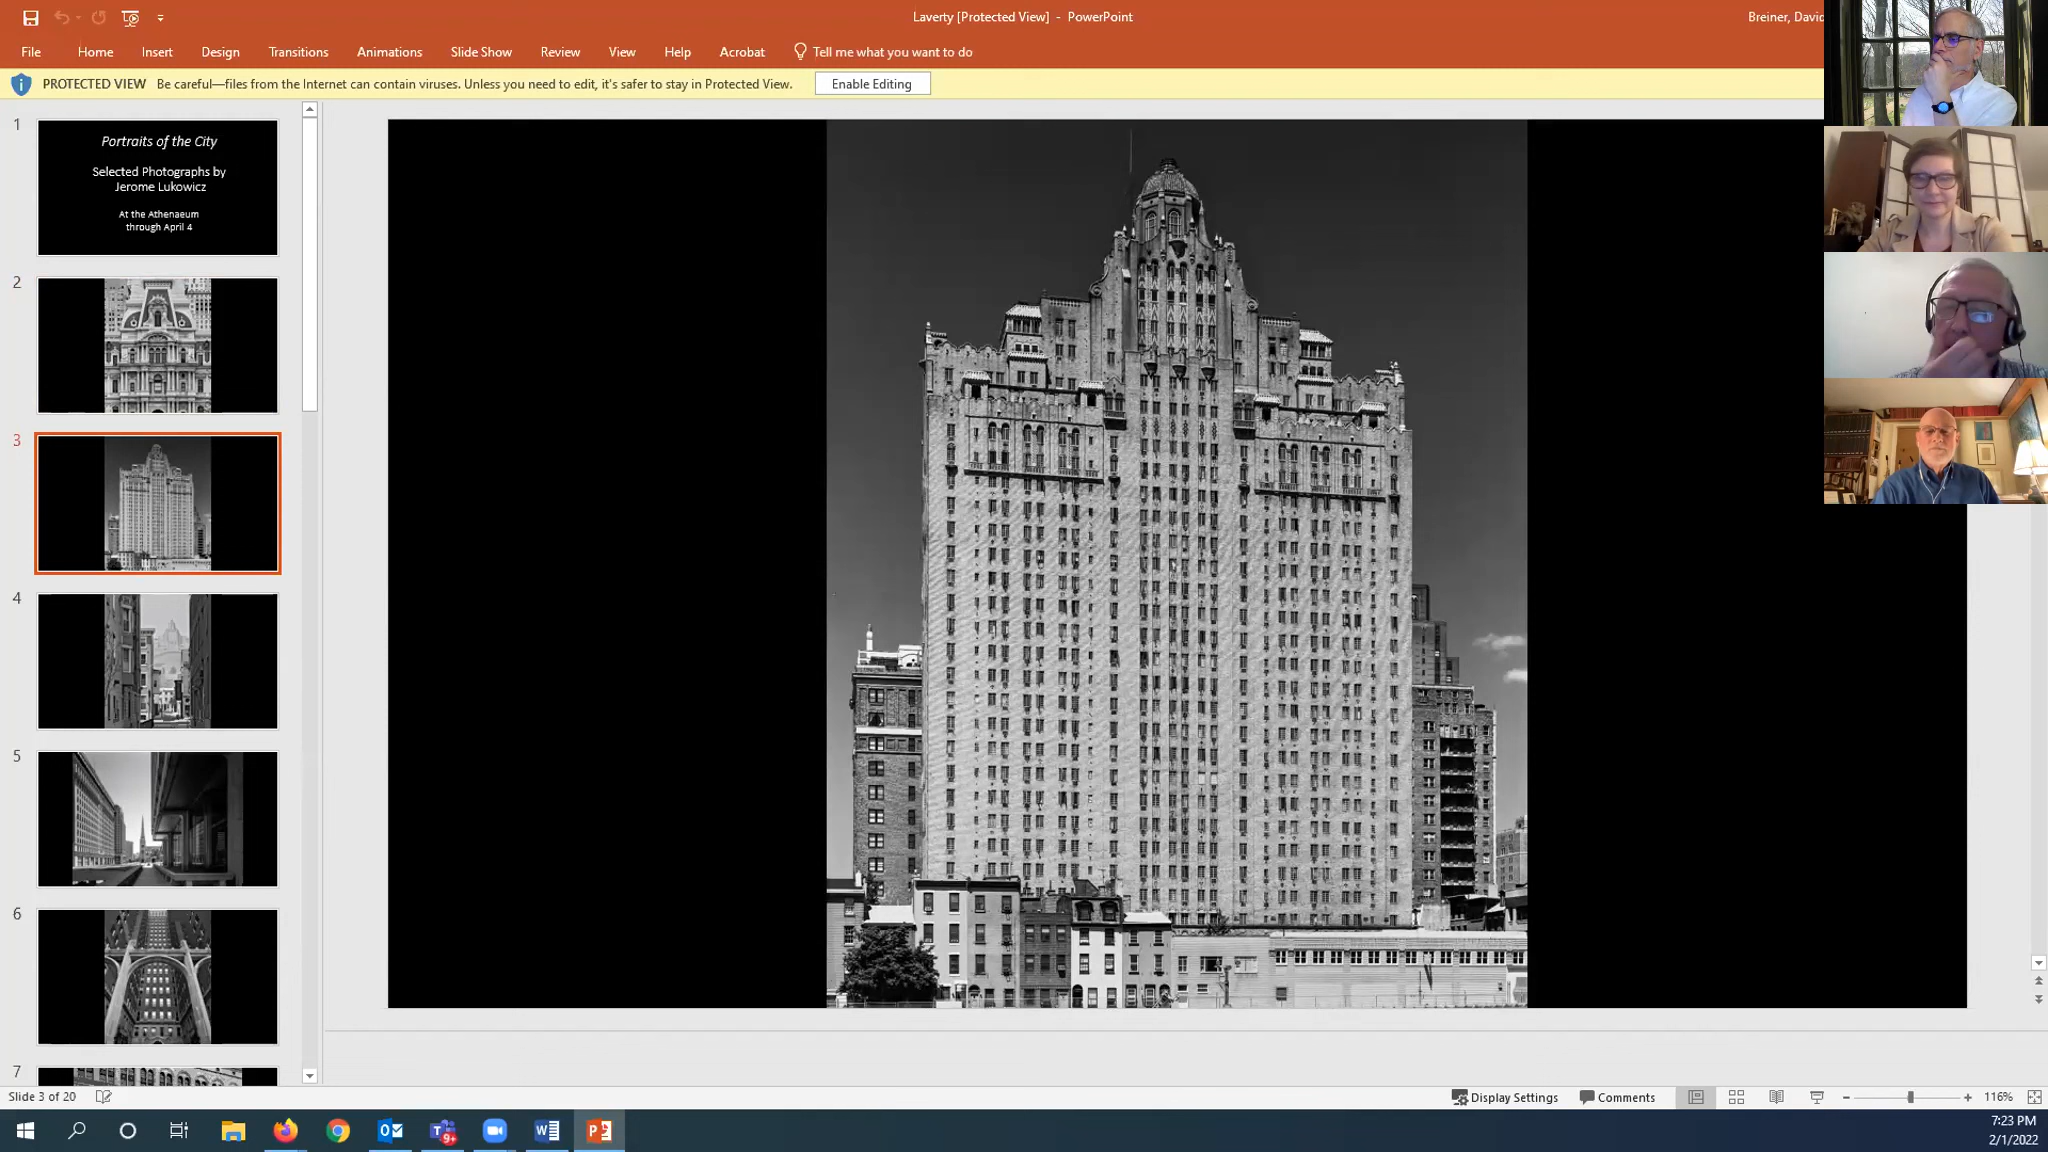 Laverty [Protected View] - PowerPoint
Breiner, David
File Home Insert Design Transitions Animations Slide Show Review View Help Acrobat Tell me what you want to do
PROTECTED VIEW Be careful—files from the Internet can contain viruses. Unless you need to edit, it's safer to stay in Protected View. Enable Editing
1
Portraits of the City
Selected Photographs by
Jerome Lukowicz
At the Athenaeum
through April 4
2
3
4
5
6
7
Slide 3 of 20
Display Settings Comments 116%
9+
7:23 PM
2/1/2022